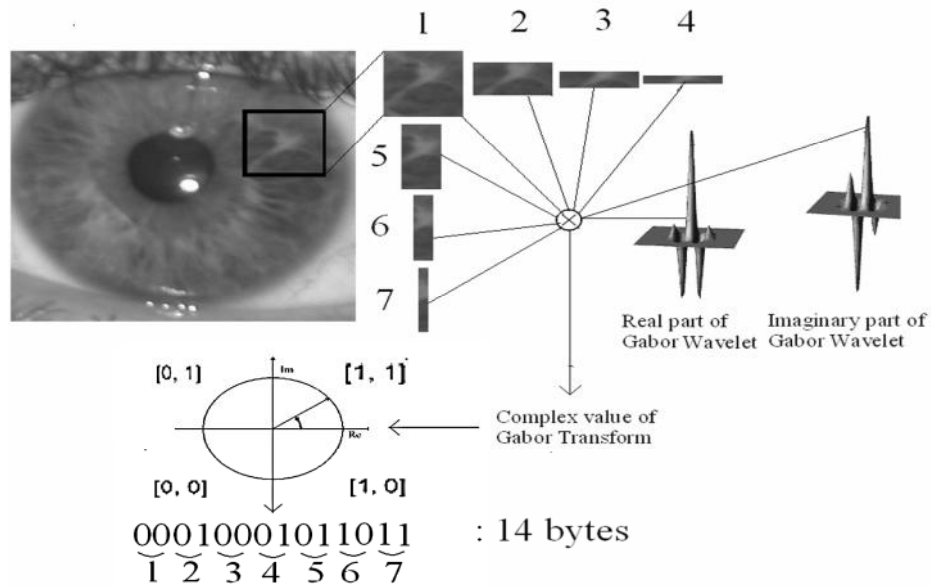 1 2 3 4
5
6
7
Real part of
Gabor Wavelet
Imaginary part of
Gabor Wavelet
[0, 1] Im [1, 1]
Re
[0, 0] [1, 0]
Complex value of
Gabor Transform
00010001011011 : 14 bytes
1 2 3 4 5 6 7